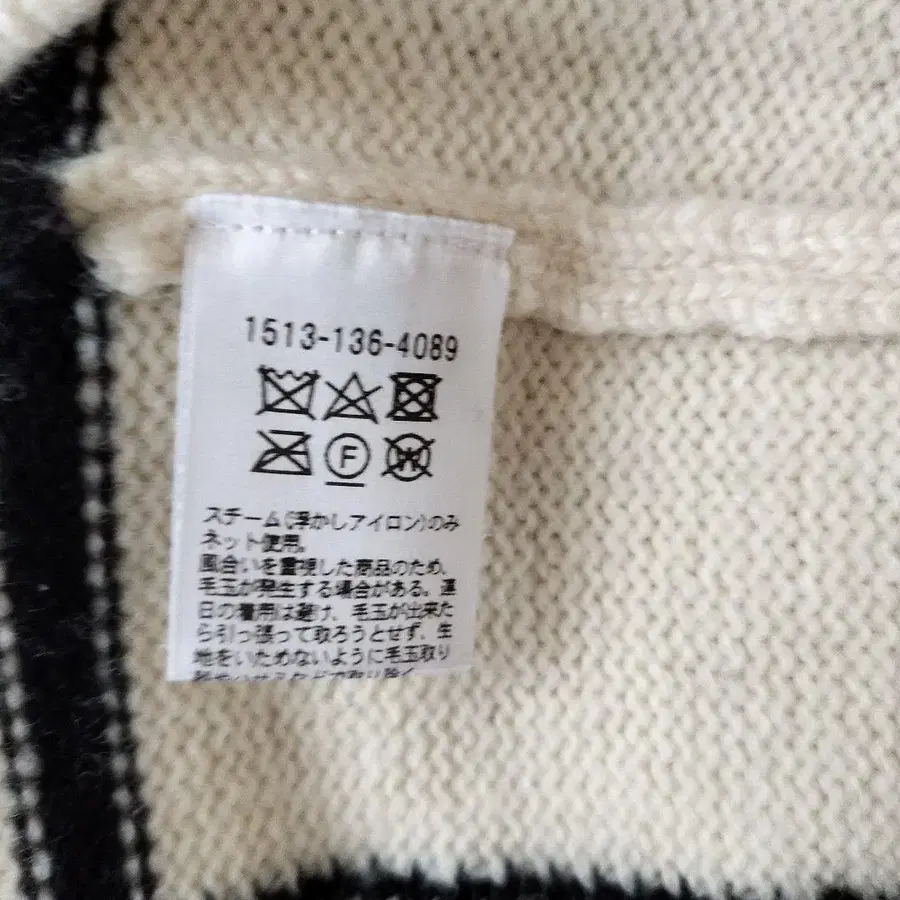 1513-136-4089
F
W
スチーム(浮かしアイロン)のみ
ネット使用。
風合いを重視した商品のため、
毛玉が発生する場合がある。連
日の着用は避け、毛玉が出来た
ら引っ張って取ろうとせず、生
地をいためないように毛玉取り